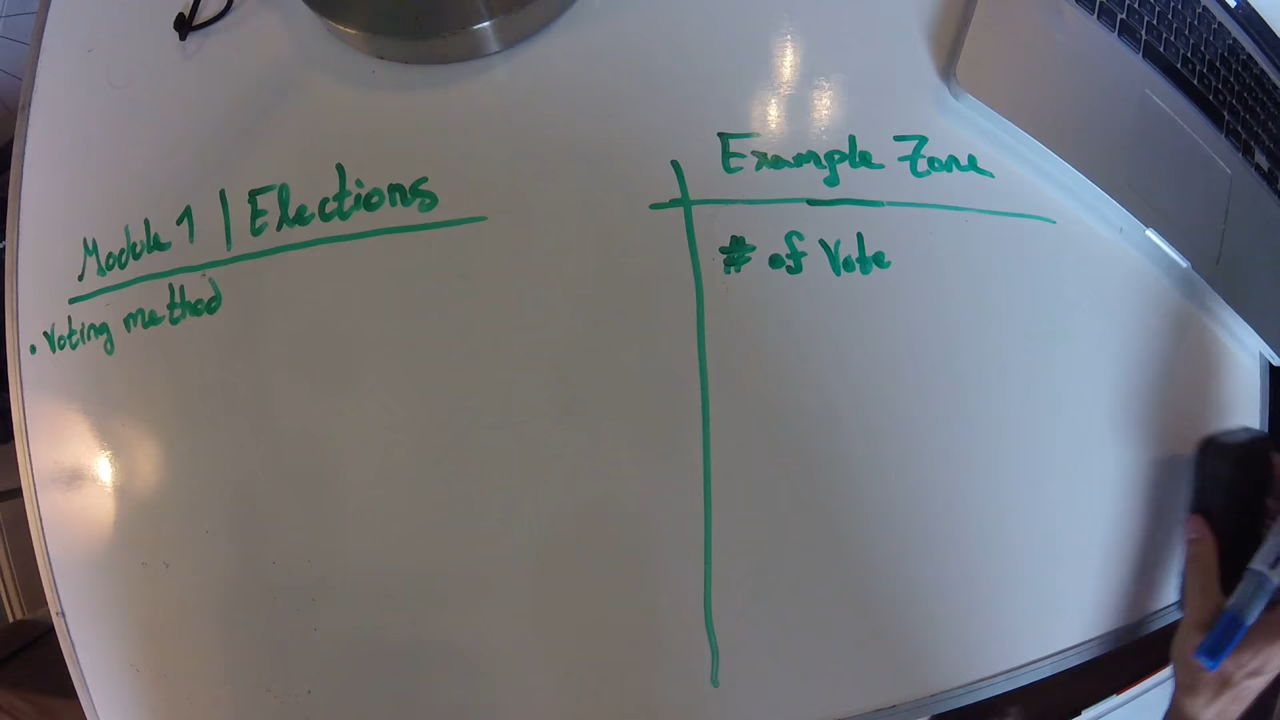 Module 1 | Elections
. Voting method
Example Zone
# of Vote